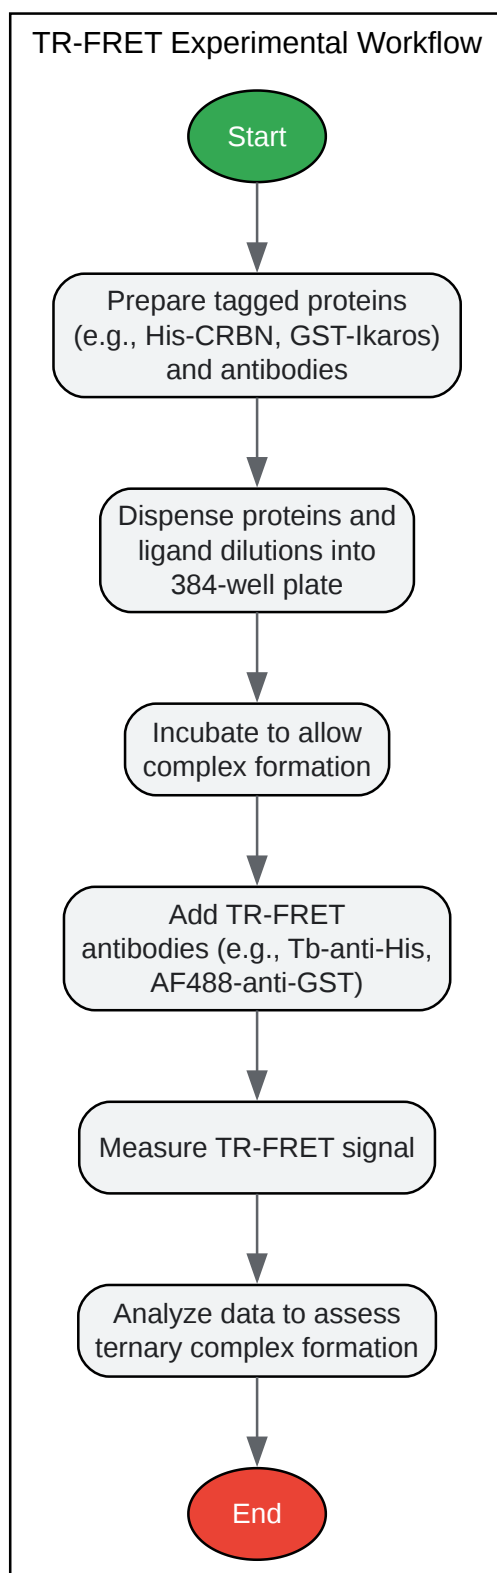 TR-FRET Experimental Workflow
Start
Prepare tagged proteins
(e.g., His-CRBN, GST-Ikaros)
and antibodies
Dispense proteins and
ligand dilutions into
384-well plate
Incubate to allow
complex formation
Add TR-FRET
antibodies (e.g., Tb-anti-His,
AF488-anti-GST)
Measure TR-FRET signal
Analyze data to assess
ternary complex formation
End